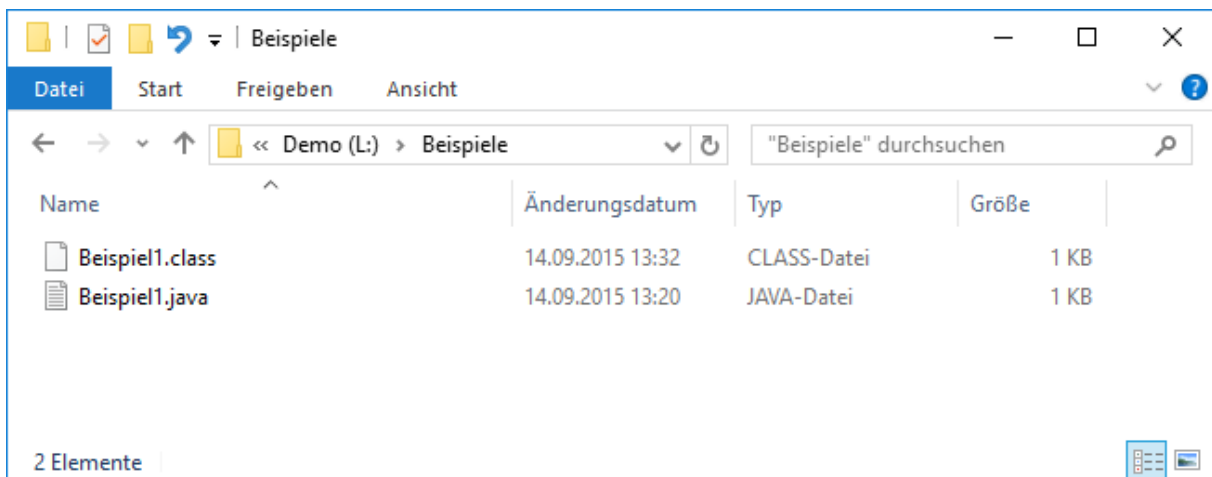 Beispiele
Datei Start Freigeben Ansicht
« Demo (L:) > Beispiele "Beispiele" durchsuchen
Name Änderungsdatum Typ Größe
Beispiel1.class 14.09.2015 13:32 CLASS-Datei 1 KB
Beispiel1.java 14.09.2015 13:20 JAVA-Datei 1 KB
2 Elemente